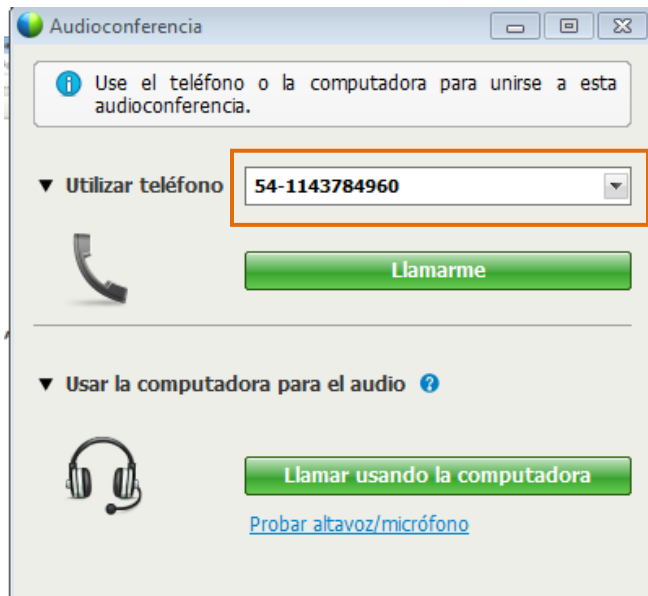 Audioconferencia
Use el teléfono o la computadora para unirse a esta
audioconferencia.
Utilizar teléfono
54-1143784960
Llamarme
Usar la computadora para el audio
Llamar usando la computadora
Probar altavoz/micrófono